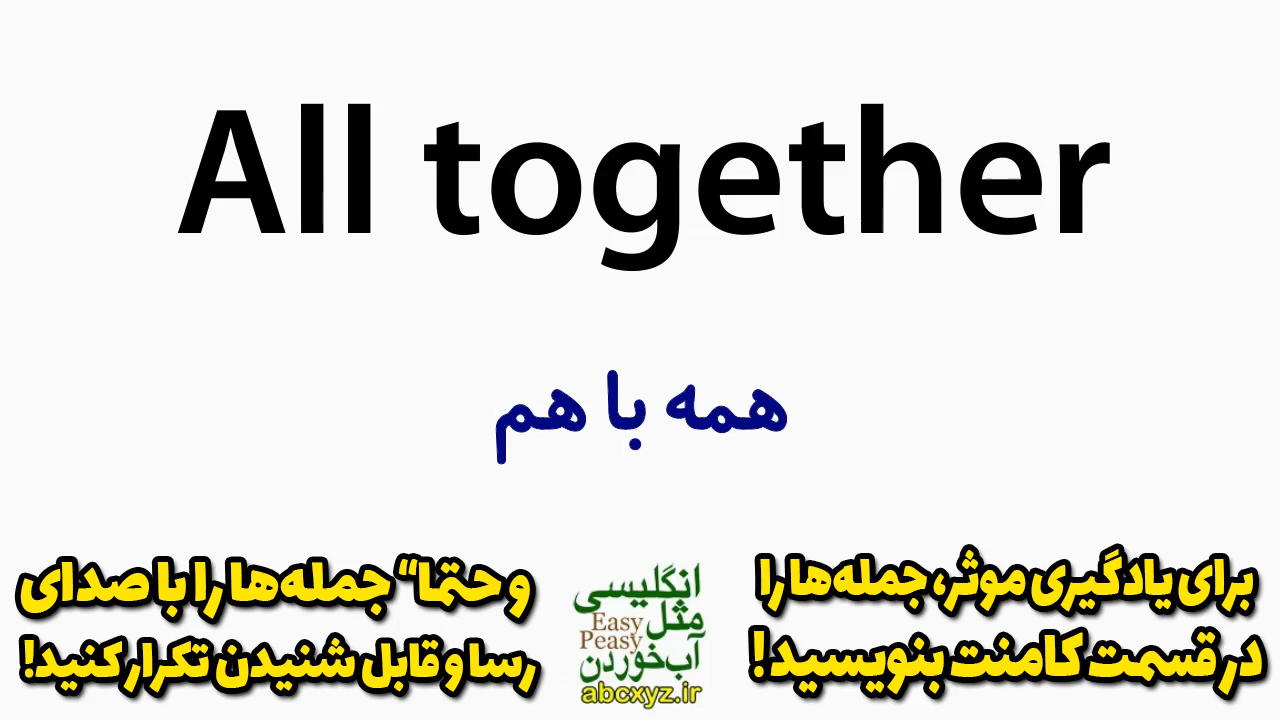 All together
همه با هم
برای یادگیری موثر، جمله‌ها را
در قسمت کامنت بنویسید!
و حتما“ جمله‌ها را با صدای
رسا و قابل شنیدن تکرار کنید!
انگلیسی
مثل
Easy
Peasy
آب خوردن
abcxyz.ir